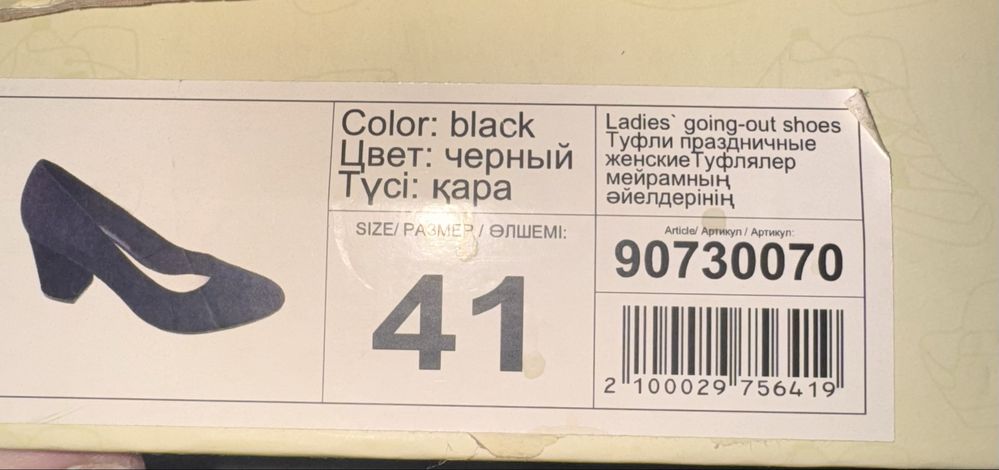 Color: black
Цвет: черный
Түсі: қара
SIZE/ РАЗМЕР / ӨЛШЕМІ:
41
Ladies` going-out shoes
Туфли праздничные
женскиеТуфлялер
мейрамның
әйелдерінің
Article/ Артикул / Артикул:
90730070
2 100029 756419